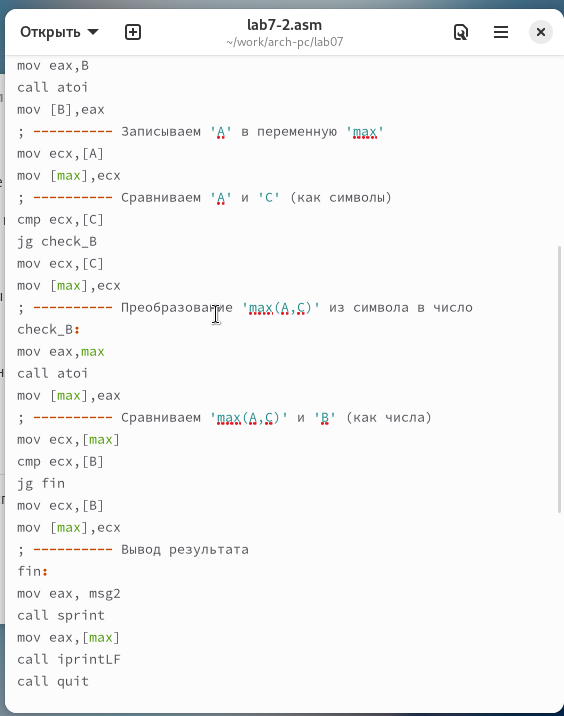 Открыть
lab7-2.asm
~/work/arch-pc/lab07
mov eax,B
call atoi
mov [B],eax
; ---------- Записываем 'A' в переменную 'max'
mov ecx,[A]
mov [max],ecx
; ---------- Сравниваем 'A' и 'C' (как символы)
cmp ecx,[C]
jg check_B
mov ecx,[C]
mov [max],ecx
; ---------- Преобразование 'max(A,C)' из символа в число
check_B:
mov eax,max
call atoi
mov [max],eax
; ---------- Сравниваем 'max(A,C)' и 'B' (как числа)
mov ecx,[max]
cmp ecx,[B]
jg fin
mov ecx,[B]
mov [max],ecx
; ---------- Вывод результата
fin:
mov eax, msg2
call sprint
mov eax,[max]
call iprintLF
call quit